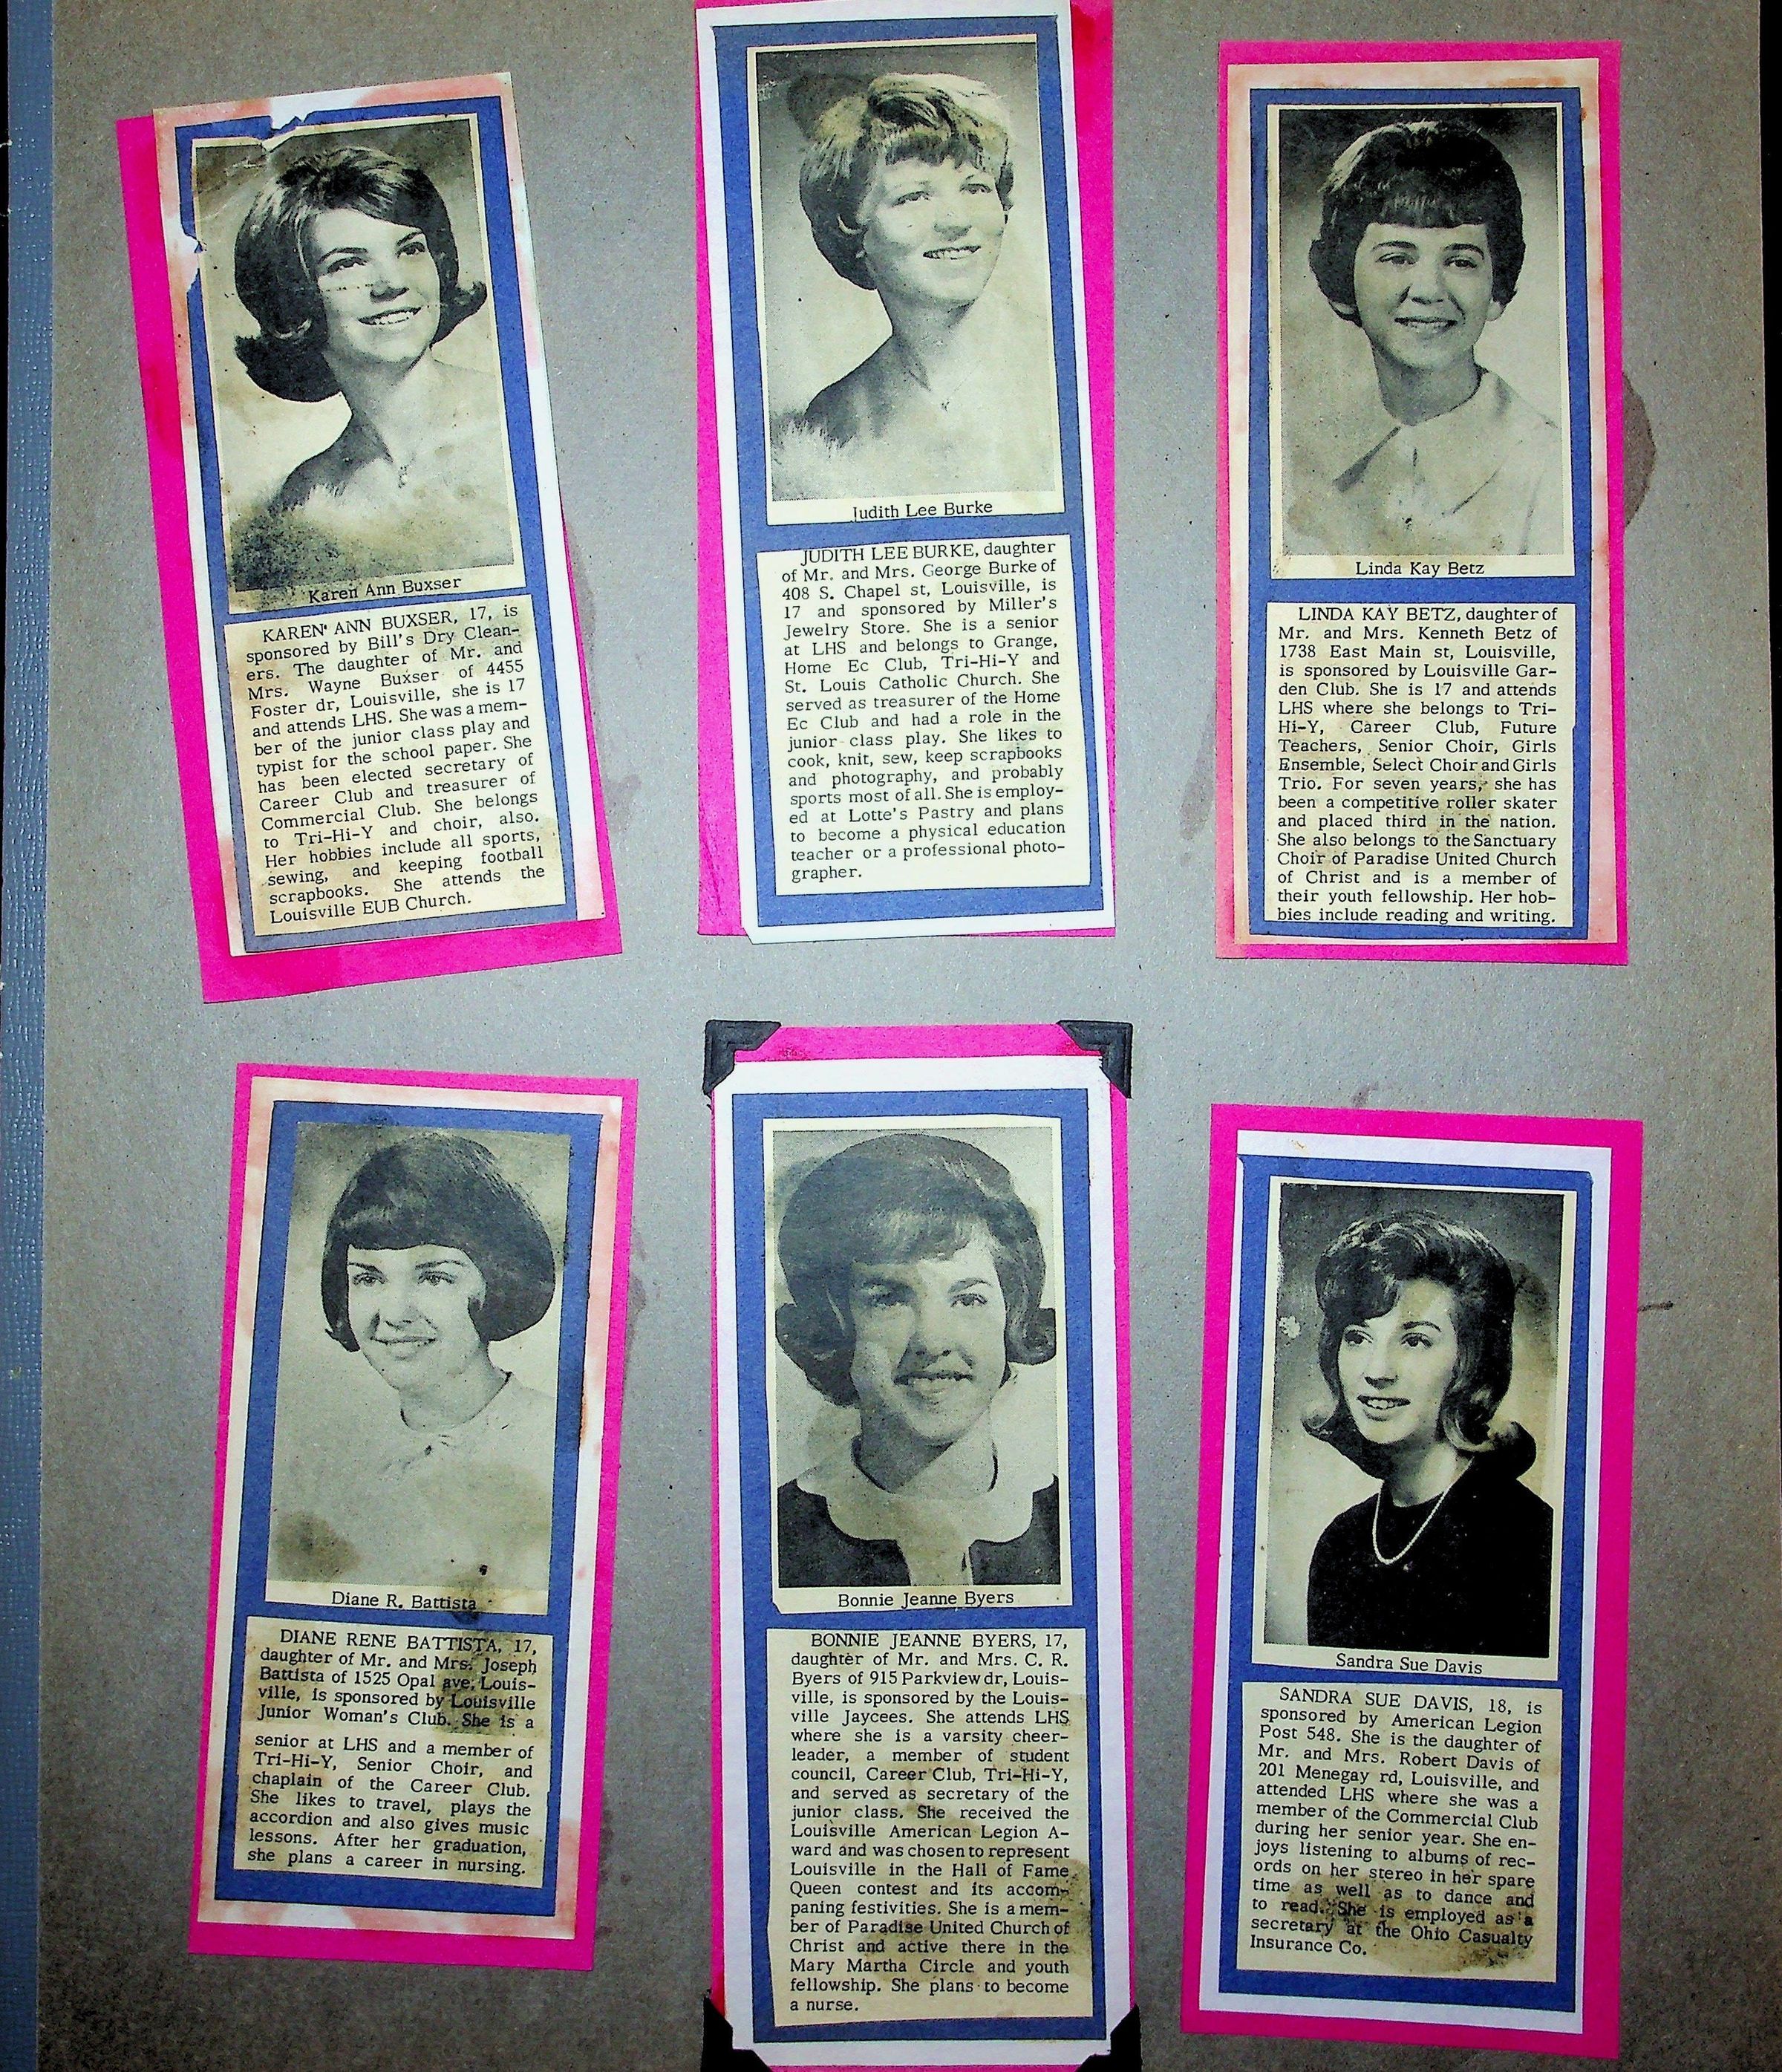 Karen Ann Buxser
KAREN ANN BUXSER, 17, is
sponsored by Bill's Dry Clean-
ers. The daughter of Mr. and
Mrs. Wayne Buxser of 4455
Foster dr, Louisville, she is 17
and attends LHS. She was a mem-
ber of the junior class play and
typist for the school paper. She
has been elected secretary of
Career Club and treasurer of
Commercial Club. She belongs
to Tri-Hi-Y and choir, also.
Her hobbies include all sports,
sewing, and keeping football
scrapbooks. She attends the
Louisville EUB Church.
Judith Lee Burke
JUDITH LEE BURKE, daughter
of Mr. and Mrs. George Burke of
408 S. Chapel st, Louisville, is
17 and sponsored by Miller's
Jewelry Store. She is a senior
at LHS and belongs to Grange,
Home Ec Club, Tri-Hi-Y and
St. Louis Catholic Church. She
served as treasurer of the Home
Ec Club and had a role in the
junior class play. She likes to
cook, knit, sew, keep scrapbooks
and photography, and probably
sports most of all. She is employ-
ed at Lotte's Pastry and plans
to become a physical education
teacher or a professional photo-
grapher.
Linda Kay Betz
LINDA KAY BETZ, daughter of
Mr. and Mrs. Kenneth Betz of
1738 East Main st, Louisville,
is sponsored by Louisville Gar-
den Club. She is 17 and attends
LHS where she belongs to Tri-
Hi-Y, Career Club, Future
Teachers, Senior Choir, Girls
Ensemble, Select Choir and Girls
Trio. For seven years, she has
been a competitive roller skater
and placed third in the nation.
She also belongs to the Sanctuary
Choir of Paradise United Church
of Christ and is a member of
their youth fellowship. Her hob-
bies include reading and writing.
Diane R. Battista
DIANE RENE BATTISTA, 17,
daughter of Mr. and Mrs. Joseph
Battista of 1525 Opal ave, Louis-
ville, is sponsored by Louisville
Junior Woman's Club. She is a
senior at LHS and a member of
Tri-Hi-Y, Senior Choir, and
chaplain of the Career Club.
She likes to travel, plays the
accordion and also gives music
lessons. After her graduation,
she plans a career in nursing.
Bonnie Jeanne Byers
BONNIE JEANNE BYERS, 17,
daughter of Mr. and Mrs. C. R.
Byers of 915 Parkview dr, Louis-
ville, is sponsored by the Louis-
ville Jaycees. She attends LHS
where she is a varsity cheer-
leader, a member of student
council, Career Club, Tri-Hi-Y,
and served as secretary of the
junior class. She received the
Louisville American Legion A-
ward and was chosen to represent
Louisville in the Hall of Fame
Queen contest and its accom-
paning festivities. She is a mem-
ber of Paradise United Church of
Christ and active there in the
Mary Martha Circle and youth
fellowship. She plans to become
a nurse.
Sandra Sue Davis
SANDRA SUE DAVIS, 18, is
sponsored by American Legion
Post 548. She is the daughter of
Mr. and Mrs. Robert Davis of
201 Menegay rd, Louisville, and
attended LHS where she was a
member of the Commercial Club
during her senior year. She en-
joys listening to albums of rec-
ords on her stereo in her spare
time as well as to dance and
to read. She is employed as a
secretary at the Ohio Casualty
Insurance Co.